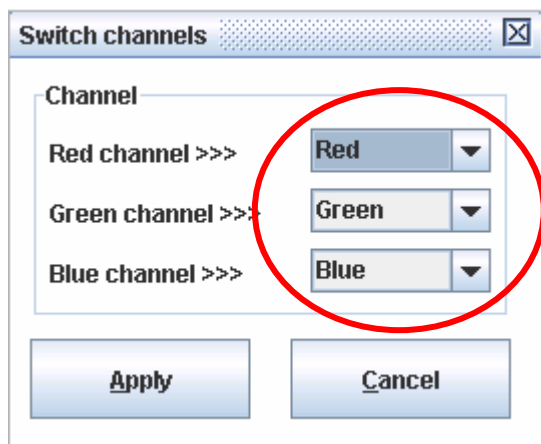 Switch channels
Channel
Red channel >>> Red
Green channel >>> Green
Blue channel >>> Blue
Apply Cancel